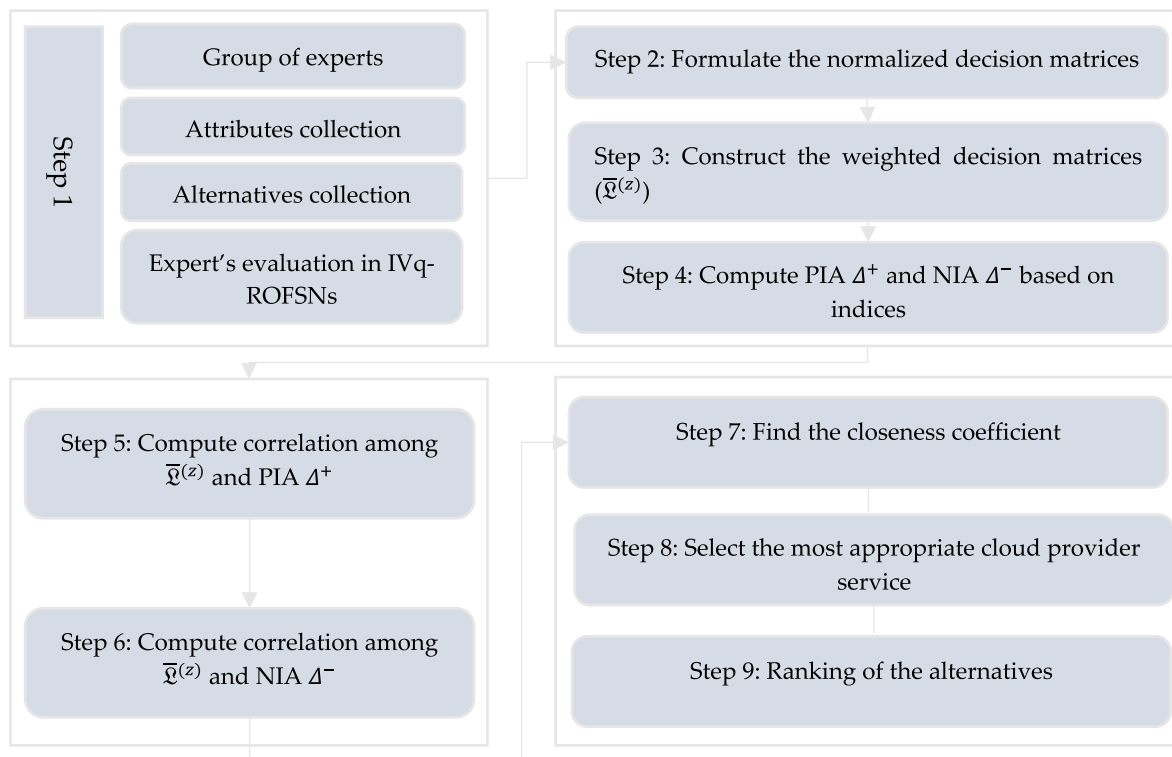 Step 1
Group of experts
Attributes collection
Alternatives collection
Expert's evaluation in IVq-
ROFSNs
Step 2: Formulate the normalized decision matrices
Step 3: Construct the weighted decision matrices
(𝔏̅⁽ᶻ⁾)
Step 4: Compute PIA Δ⁺ and NIA Δ⁻ based on
indices
Step 5: Compute correlation among
𝔏̅⁽ᶻ⁾ and PIA Δ⁺
Step 6: Compute correlation among
𝔏̅⁽ᶻ⁾ and NIA Δ⁻
Step 7: Find the closeness coefficient
Step 8: Select the most appropriate cloud provider
service
Step 9: Ranking of the alternatives